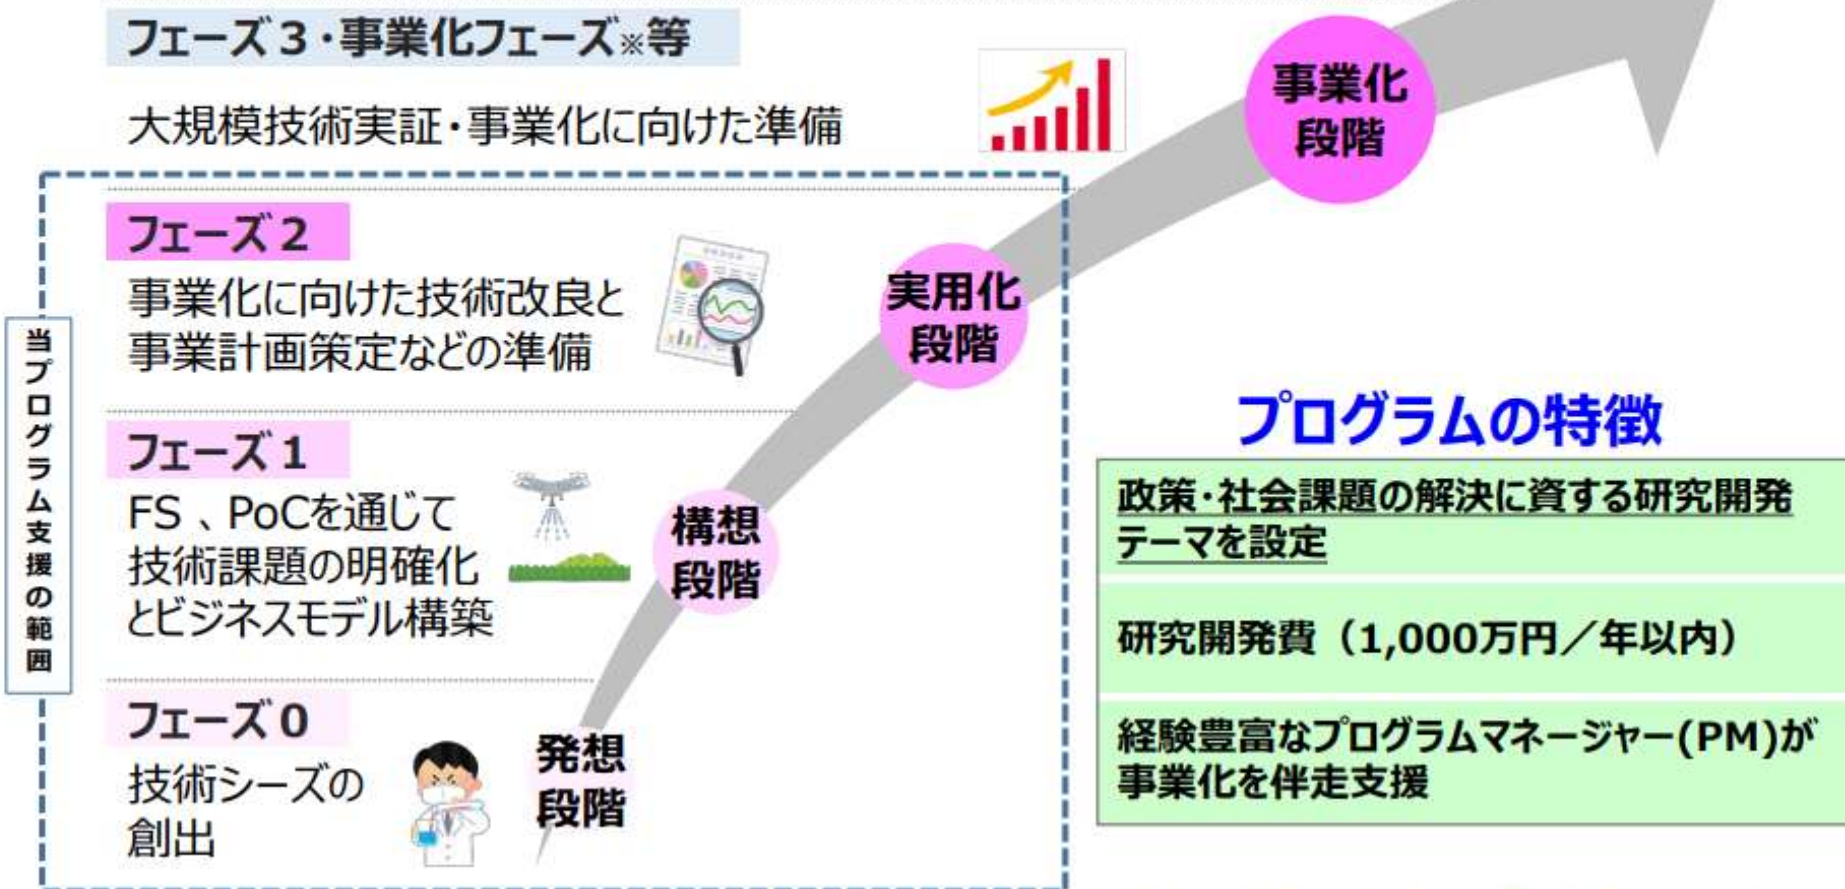 フェーズ3・事業化フェーズ※等
大規模技術実証・事業化に向けた準備
事業化
段階
フェーズ2
事業化に向けた技術改良と
事業計画策定などの準備
実用化
段階
当プログラム支援の範囲
フェーズ1
FS 、PoCを通じて
技術課題の明確化
とビジネスモデル構築
構想
段階
フェーズ0
技術シーズの
創出
発想
段階
プログラムの特徴
政策・社会課題の解決に資する研究開発
テーマを設定
研究開発費（1,000万円／年以内）
経験豊富なプログラムマネージャー(PM)が
事業化を伴走支援